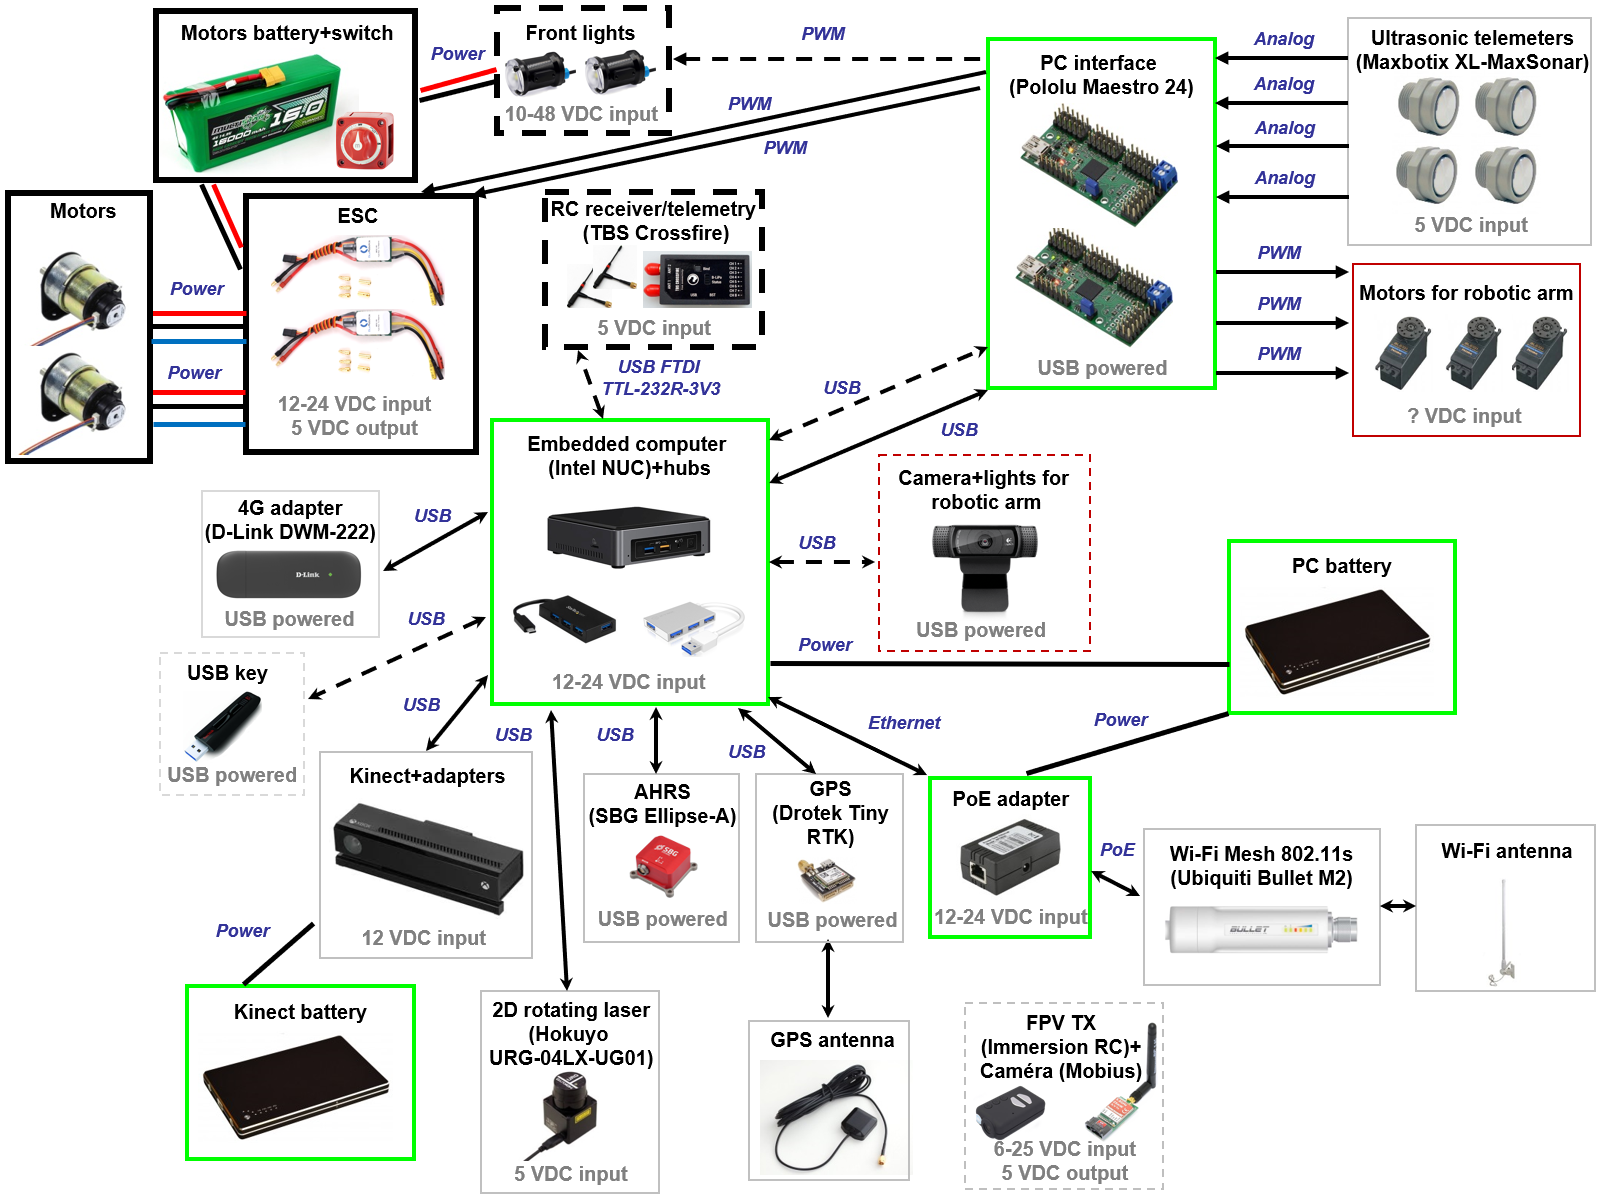 Motors battery+switch
16.0
16000mAh
Power
Front lights
10-48 VDC input
PWM
PWM
PWM
PC interface
(Pololu Maestro 24)
USB powered
Analog
Analog
Analog
Analog
Ultrasonic telemeters
(Maxbotix XL-MaxSonar)
5 VDC input
PWM
PWM
PWM
Motors for robotic arm
? VDC input
Motors
Power
Power
ESC
12-24 VDC input
5 VDC output
RC receiver/telemetry
(TBS Crossfire)
5 VDC input
USB FTDI
TTL-232R-3V3
USB
USB
Embedded computer
(Intel NUC)+hubs
12-24 VDC input
4G adapter
(D-Link DWM-222)
D-Link
USB powered
USB
USB
USB key
USB powered
USB
Camera+lights for
robotic arm
USB powered
PC battery
Power
Power
Ethernet
USB
USB
USB
USB
Kinect+adapters
12 VDC input
Power
Kinect battery
2D rotating laser
(Hokuyo
URG-04LX-UG01)
5 VDC input
AHRS
(SBG Ellipse-A)
SBG
USB powered
GPS
(Drotek Tiny
RTK)
USB powered
GPS antenna
PoE adapter
12-24 VDC input
PoE
Wi-Fi Mesh 802.11s
(Ubiquiti Bullet M2)
BULLET
Wi-Fi antenna
FPV TX
(Immersion RC)+
Caméra (Mobius)
6-25 VDC input
5 VDC output